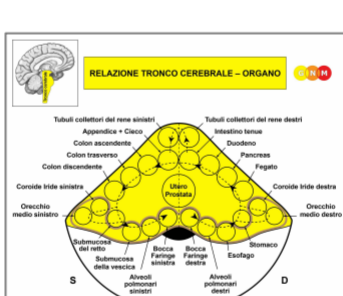 RELAZIONE TRONCO CEREBRALE – ORGANO
G N M
Tubuli collettori del rene sinistri
Tubuli collettori del rene destri
Appendice + Cieco
Intestino tenue
Colon ascendente
Duodeno
Colon trasverso
Pancreas
Colon discendente
Fegato
Coroide Iride sinistra
Utero
Prostata
Coroide Iride destra
Orecchio
medio sinistro
Orecchio
medio destro
Submucosa
del retto
Bocca
Faringe
sinistra
Bocca
Faringe
destra
Stomaco
Esofago
Submucosa
della vescica
Alveoli
polmonari
sinistri
Alveoli
polmonari
destri
S
D